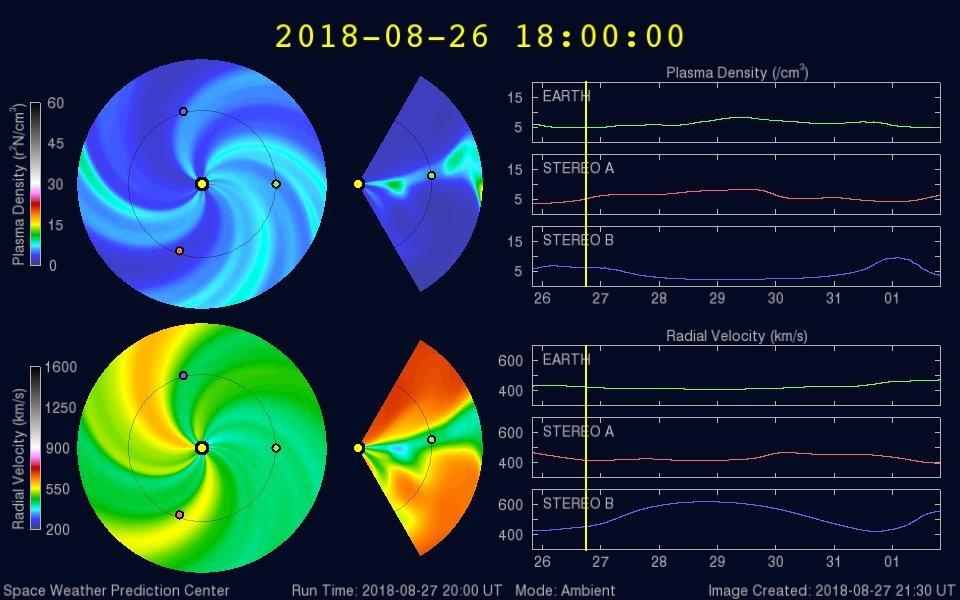 2018-08-26 18:00:00
Plasma Density (r²N/cm³)
60
45
30
15
0
Plasma Density (/cm³)
EARTH
15
5
STEREO A
15
5
STEREO B
15
5
26 27 28 29 30 31 01
Radial Velocity (km/s)
1600
1250
900
550
200
Radial Velocity (km/s)
EARTH
600
400
STEREO A
600
400
STEREO B
600
400
26 27 28 29 30 31 01
Space Weather Prediction Center Run Time: 2018-08-27 20:00 UT Mode: Ambient Image Created: 2018-08-27 21:30 UT